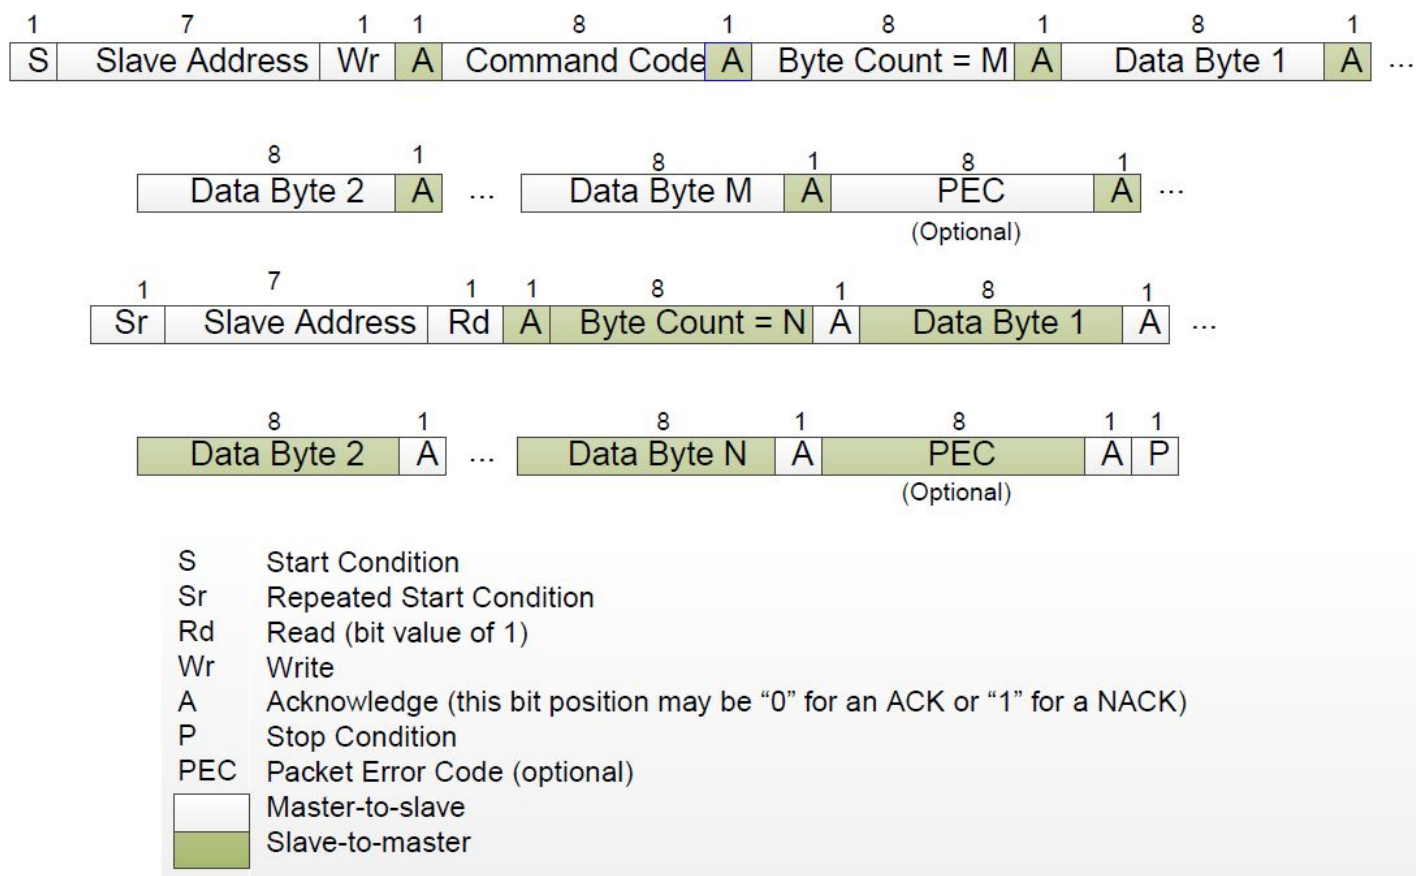 1 7 1 1 8 1 8 1 8 1
S Slave Address Wr A Command Code A Byte Count = M A Data Byte 1 A ...
8 1 8 1 8 1
Data Byte 2 A ... Data Byte M A PEC A ...
(Optional)
1 7 1 1 8 1 8 1
Sr Slave Address Rd A Byte Count = N A Data Byte 1 A ...
8 1 8 1 8 1 1
Data Byte 2 A ... Data Byte N A PEC A P
(Optional)
S Start Condition
Sr Repeated Start Condition
Rd Read (bit value of 1)
Wr Write
A Acknowledge (this bit position may be “0” for an ACK or “1” for a NACK)
P Stop Condition
PEC Packet Error Code (optional)
Master-to-slave
Slave-to-master